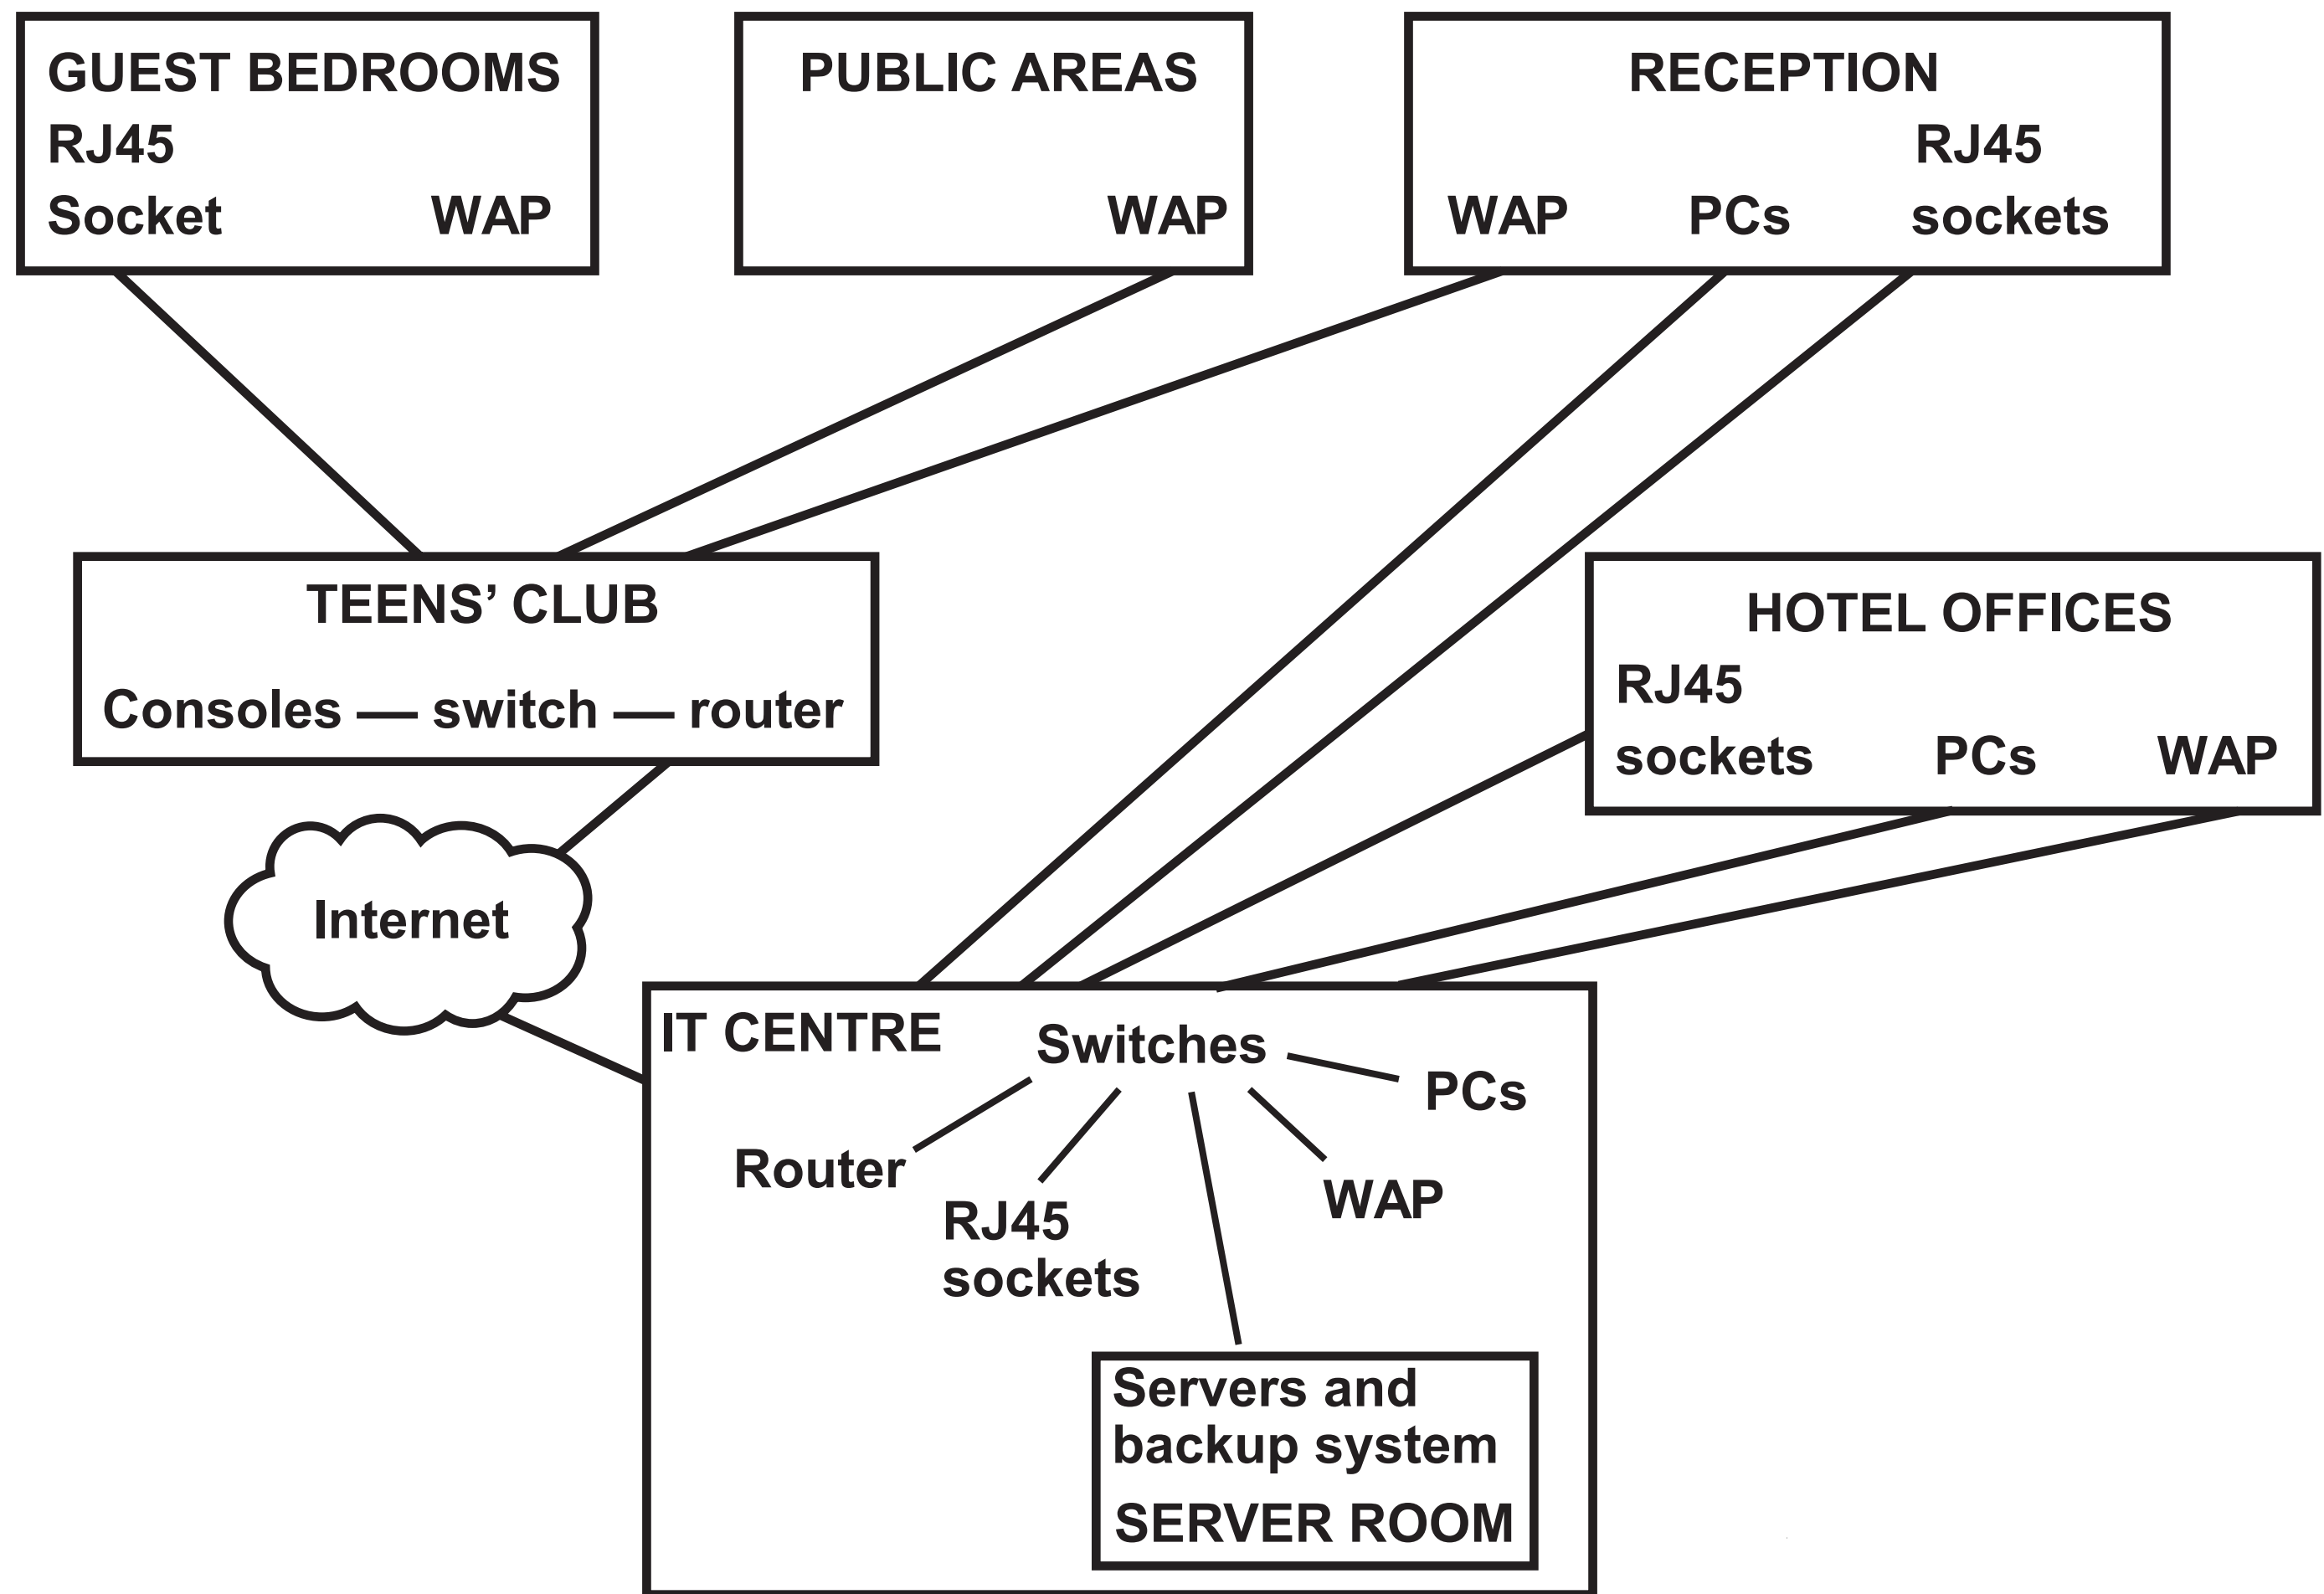 GUEST BEDROOMS
RJ45
Socket WAP
PUBLIC AREAS
WAP
RECEPTION
RJ45
WAP PCs sockets
TEENS’ CLUB
Consoles switch router
HOTEL OFFICES
RJ45
sockets PCs WAP
Internet
IT CENTRE
Switches
PCs
Router
WAP
RJ45
sockets
Servers and
backup system
SERVER ROOM